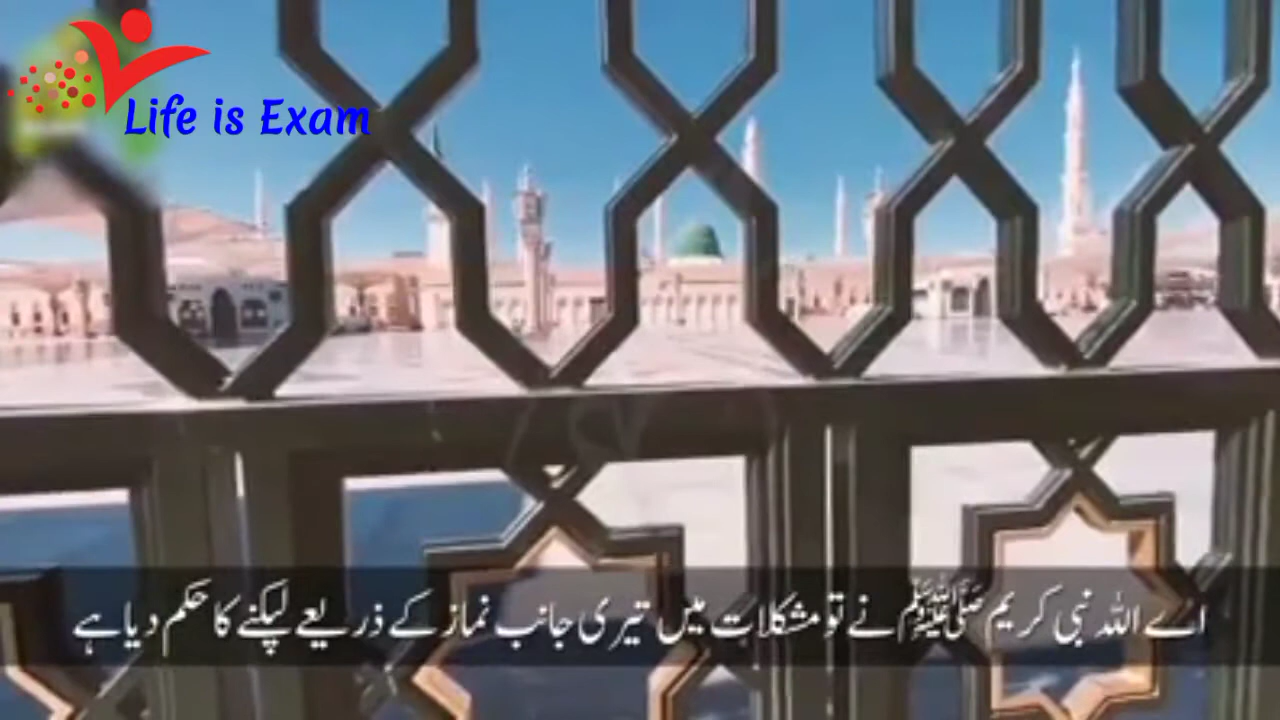 Life is Exam
اے اللہ نبی کریم ﷺ نے تو مشکلات میں تیری جانب نماز کے ذریعے لپکنے کا حکم دیا ہے